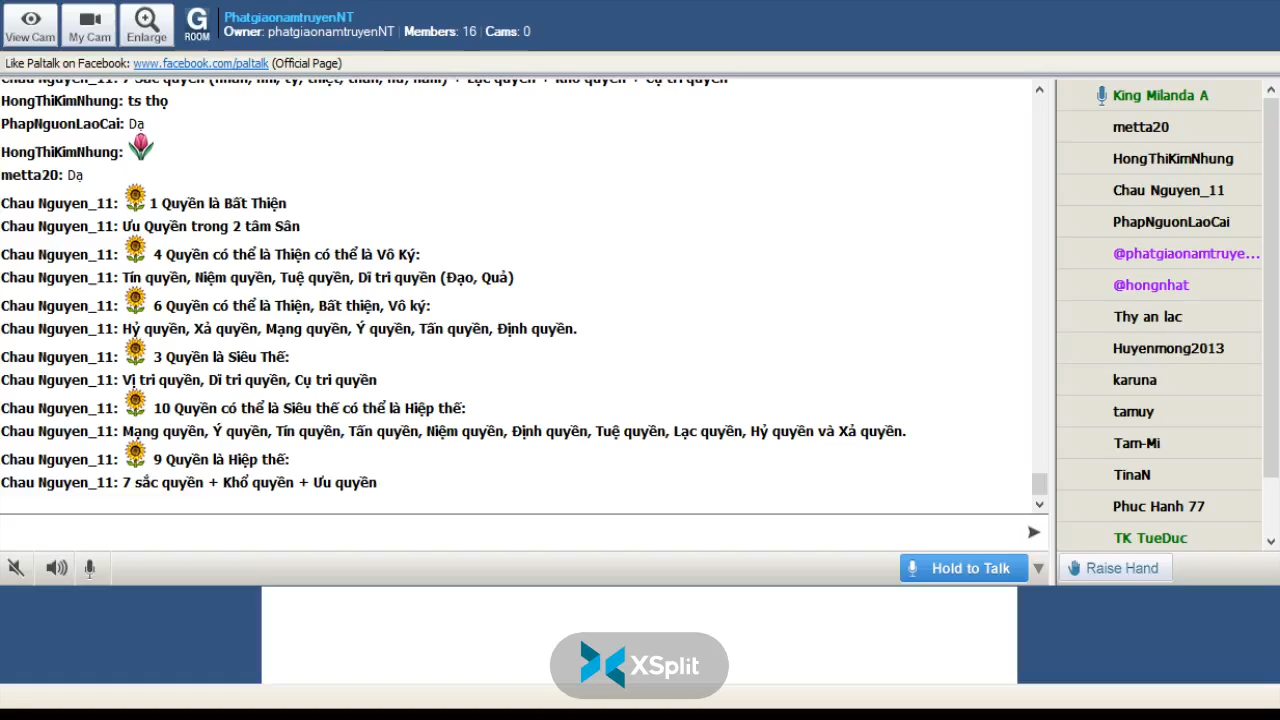 View Cam
My Cam
Enlarge
G
ROOM
PhatgiaonamtruyenNT
Owner: phatgiaonamtruyenNT Members: 16 Cams: 0
Like Paltalk on Facebook: www.facebook.com/paltalk (Official Page)
HongThiKimNhung: ts thọ
PhapNguonLaoCai: Dạ
HongThiKimNhung:
metta20: Dạ
Chau Nguyen_11: 1 Quyền là Bất Thiện
Chau Nguyen_11: Ưu Quyền trong 2 tâm Sân
Chau Nguyen_11: 4 Quyền có thể là Thiện có thể là Vô Ký:
Chau Nguyen_11: Tín quyền, Niệm quyền, Tuệ quyền, Dĩ tri quyền (Đạo, Quả)
Chau Nguyen_11: 6 Quyền có thể là Thiện, Bất thiện, Vô ký:
Chau Nguyen_11: Hỷ quyền, Xả quyền, Mạng quyền, Ý quyền, Tấn quyền, Định quyền.
Chau Nguyen_11: 3 Quyền là Siêu Thế:
Chau Nguyen_11: Vị tri quyền, Dĩ tri quyền, Cụ tri quyền
Chau Nguyen_11: 10 Quyền có thể là Siêu thế có thể là Hiệp thế:
Chau Nguyen_11: Mạng quyền, Ý quyền, Tín quyền, Tấn quyền, Niệm quyền, Định quyền, Tuệ quyền, Lạc quyền, Hỷ quyền và Xả quyền.
Chau Nguyen_11: 9 Quyền là Hiệp thế:
Chau Nguyen_11: 7 sắc quyền + Khổ quyền + Ưu quyền
King Milanda A
metta20
HongThiKimNhung
Chau Nguyen_11
PhapNguonLaoCai
@phatgiaonamtruye...
@hongnhat
Thy an lac
Huyenmong2013
karuna
tamuy
Tam-Mi
TinaN
Phuc Hanh 77
TK TueDuc
Hold to Talk
Raise Hand
XSplit